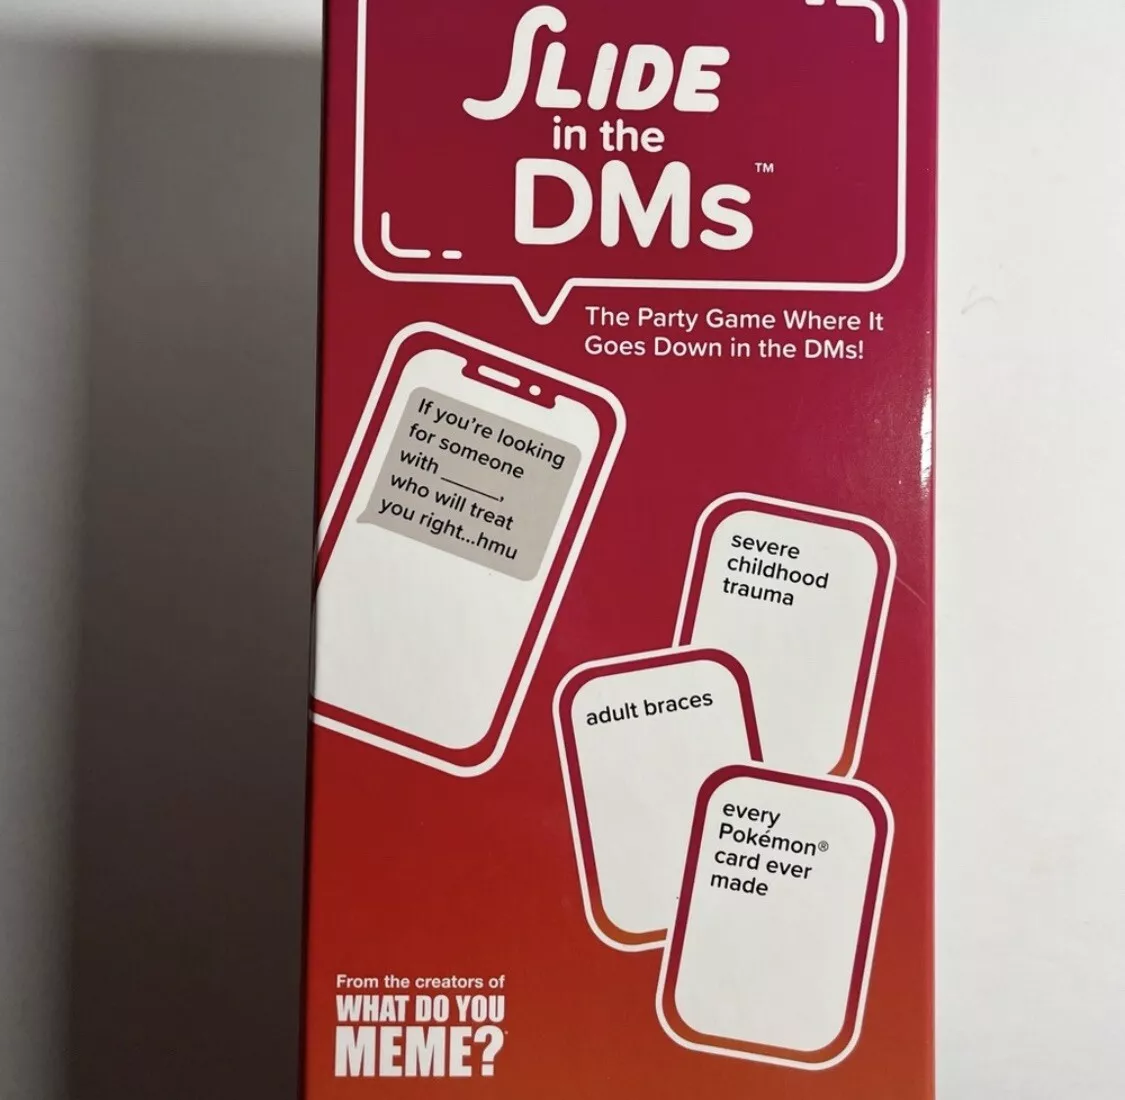 SLIDE
in the
DMs™
The Party Game Where It
Goes Down in the DMs!
If you're looking
for someone
with ______,
who will treat
you right...hmu
severe
childhood
trauma
adult braces
every
Pokémon®
card ever
made
From the creators of
WHAT DO YOU
MEME?